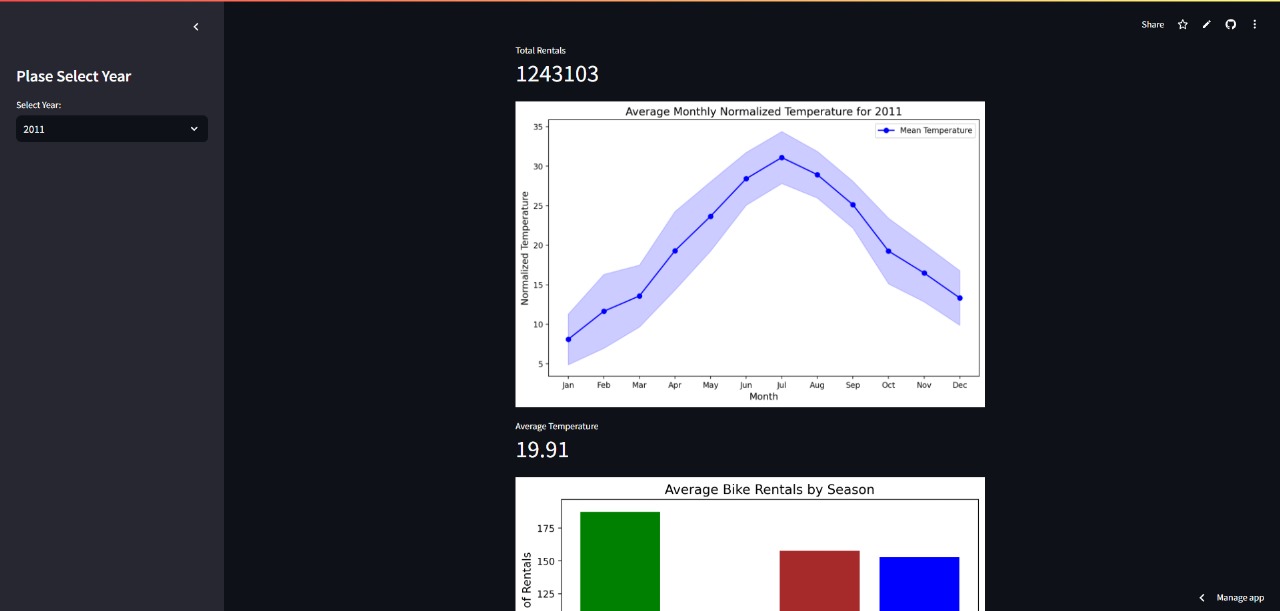 Share
Plase Select Year
Select Year:
2011
Total Rentals
1243103
Average Monthly Normalized Temperature for 2011
Mean Temperature
35
30
25
20
15
10
5
Normalized Temperature
Jan Feb Mar Apr May Jun Jul Aug Sep Oct Nov Dec
Month
Average Temperature
19.91
Average Bike Rentals by Season
175
150
125
of Rentals
Manage app